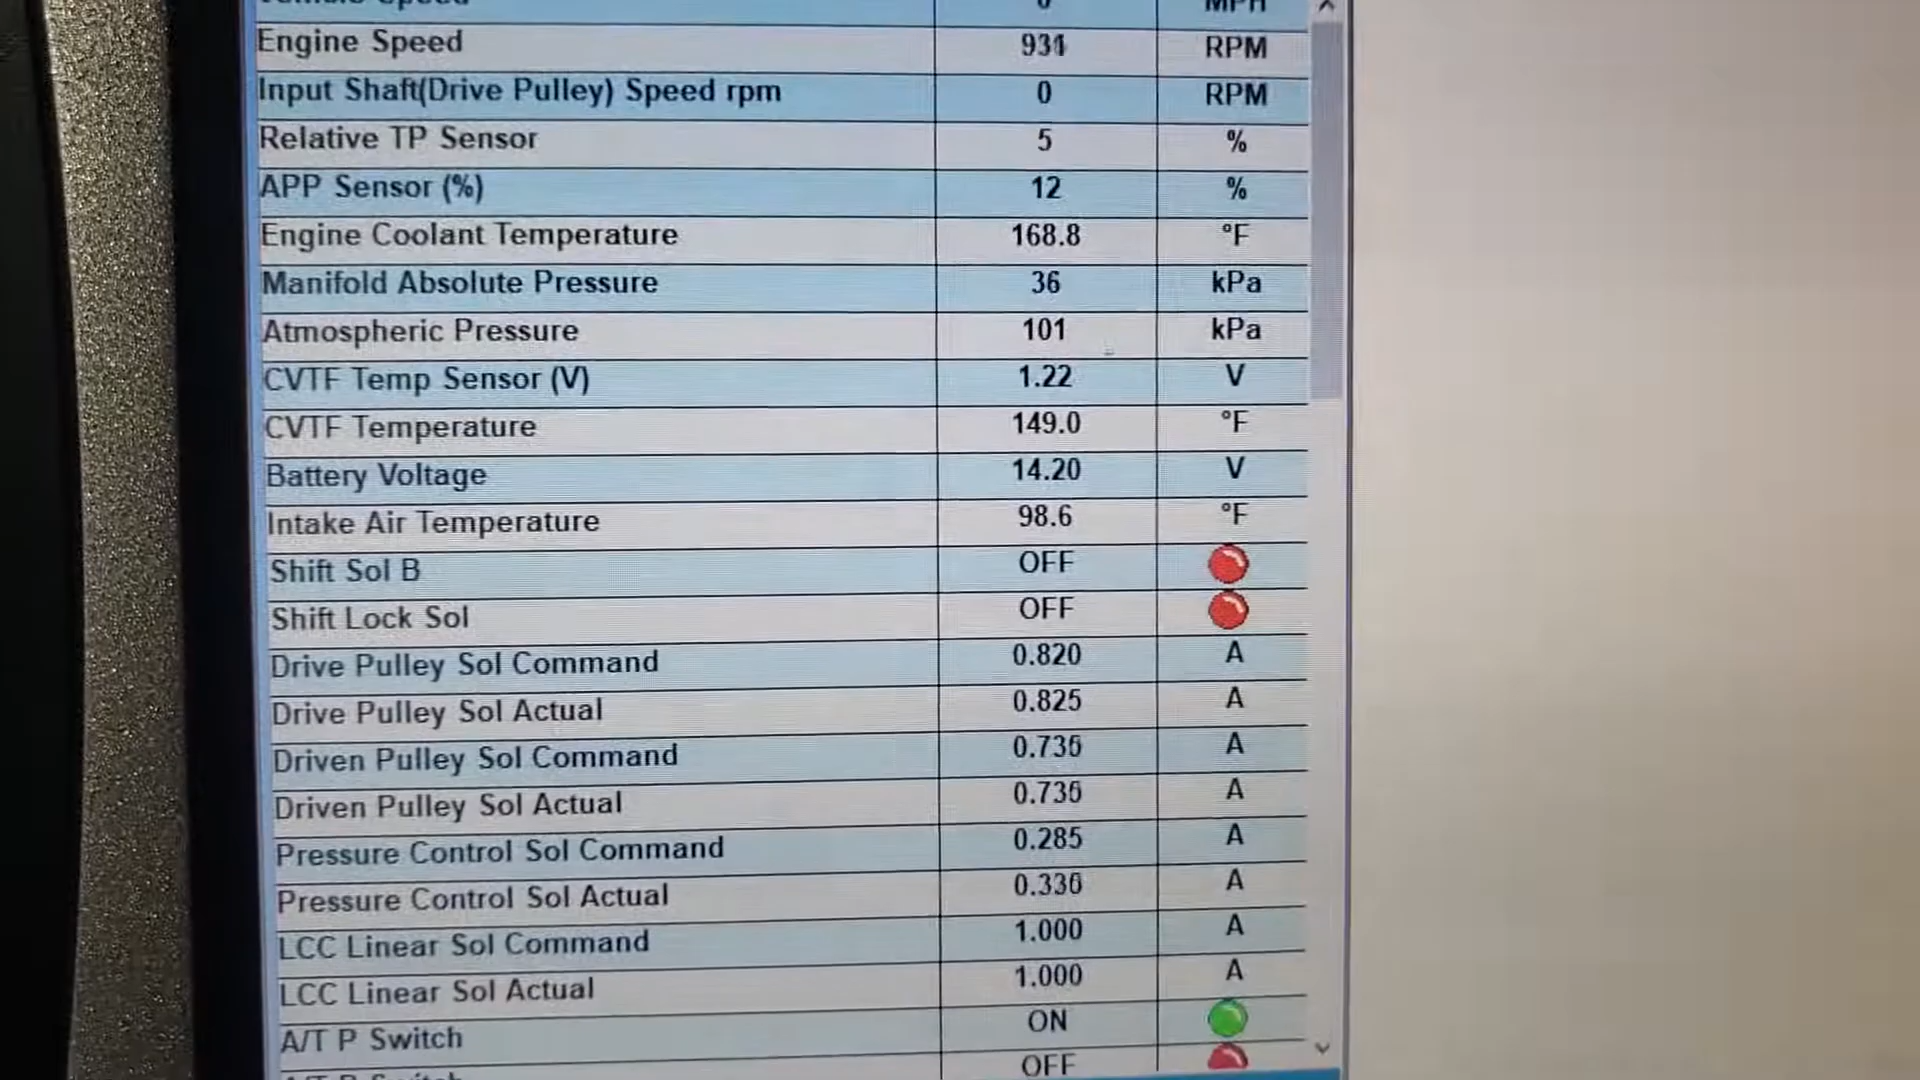 Vehicle Speed 0 MPH
Engine Speed 931 RPM
Input Shaft(Drive Pulley) Speed rpm 0 RPM
Relative TP Sensor 5 %
APP Sensor (%) 12 %
Engine Coolant Temperature 168.8 °F
Manifold Absolute Pressure 36 kPa
Atmospheric Pressure 101 kPa
CVTF Temp Sensor (V) 1.22 V
CVTF Temperature 149.0 °F
Battery Voltage 14.20 V
Intake Air Temperature 98.6 °F
Shift Sol B OFF
Shift Lock Sol OFF
Drive Pulley Sol Command 0.820 A
Drive Pulley Sol Actual 0.825 A
Driven Pulley Sol Command A
Driven Pulley Sol Actual A
Pressure Control Sol Command 0.285 A
Pressure Control Sol Actual A
LCC Linear Sol Command 1.000 A
LCC Linear Sol Actual 1.000 A
A/T P Switch ON
OFF